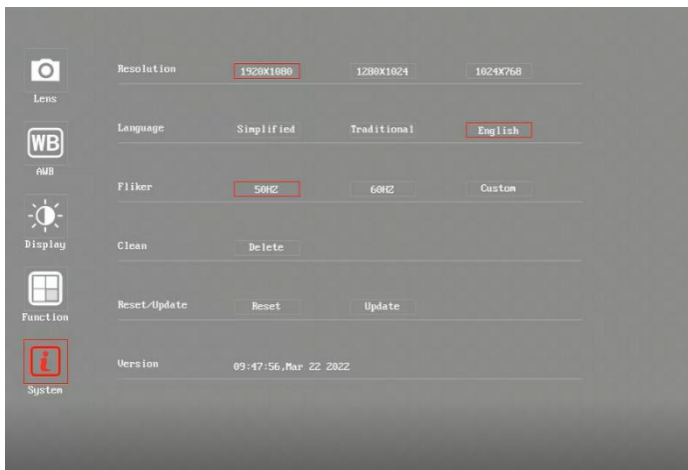 Resolution 1920X1080 1280X1024 1024X768
Lens
Language Simplified Traditional English
WB
AWB
Fliker 50HZ 60HZ Custom
Display
Clean Delete
Reset/Update Reset Update
Function
Version 09:47:56,Mar 22 2022
i
System